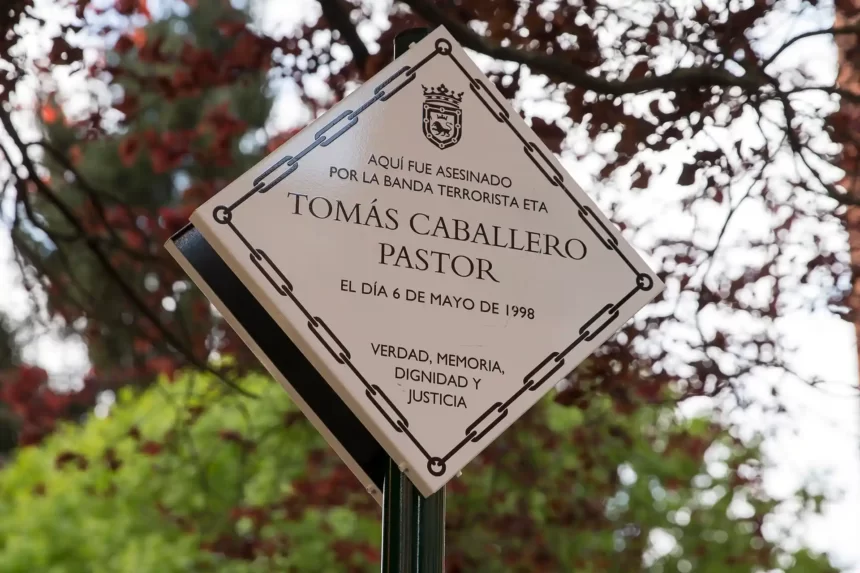 AQUÍ FUE ASESINADO
POR LA BANDA TERRORISTA ETA
TOMÁS CABALLERO
PASTOR
EL DÍA 6 DE MAYO DE 1998
VERDAD, MEMORIA,
DIGNIDAD Y
JUSTICIA